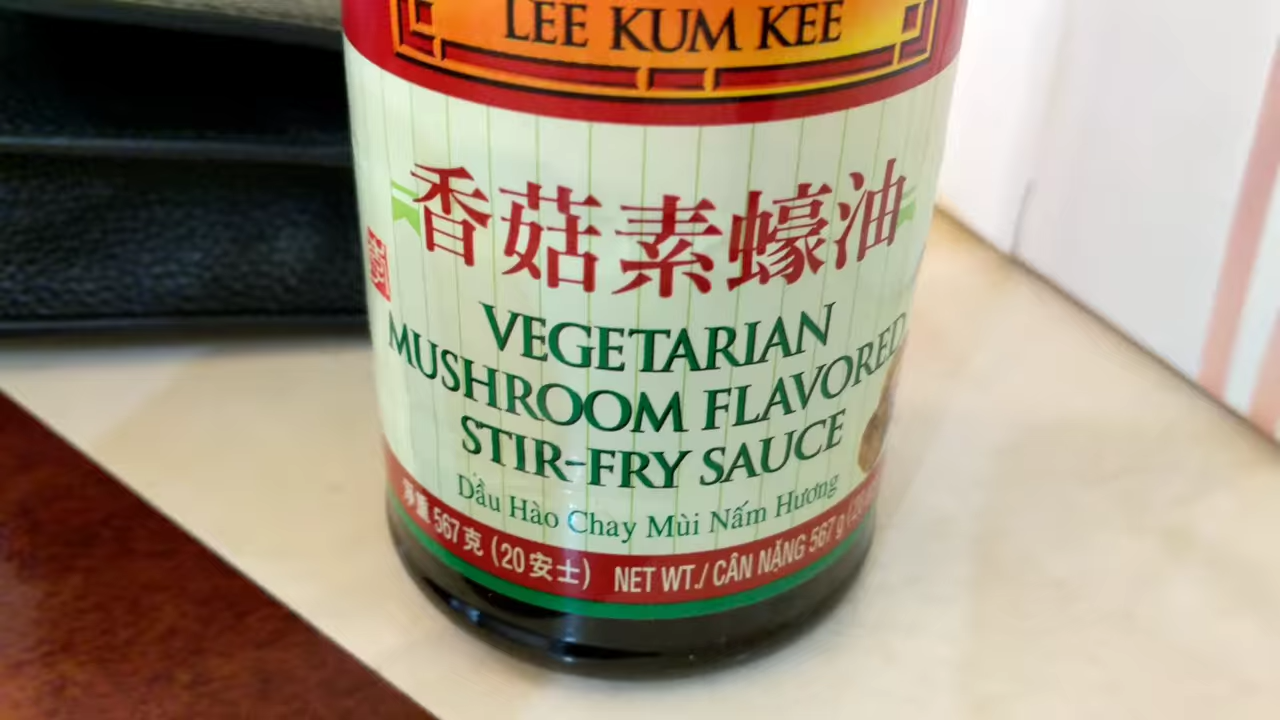 LEE KUM KEE
香菇素蠔油
VEGETARIAN
MUSHROOM FLAVORED
STIR-FRY SAUCE
Dầu Hào Chay Mùi Nấm Hương
淨重 567克 (20安士) NET WT./ CÂN NẶNG 567 g